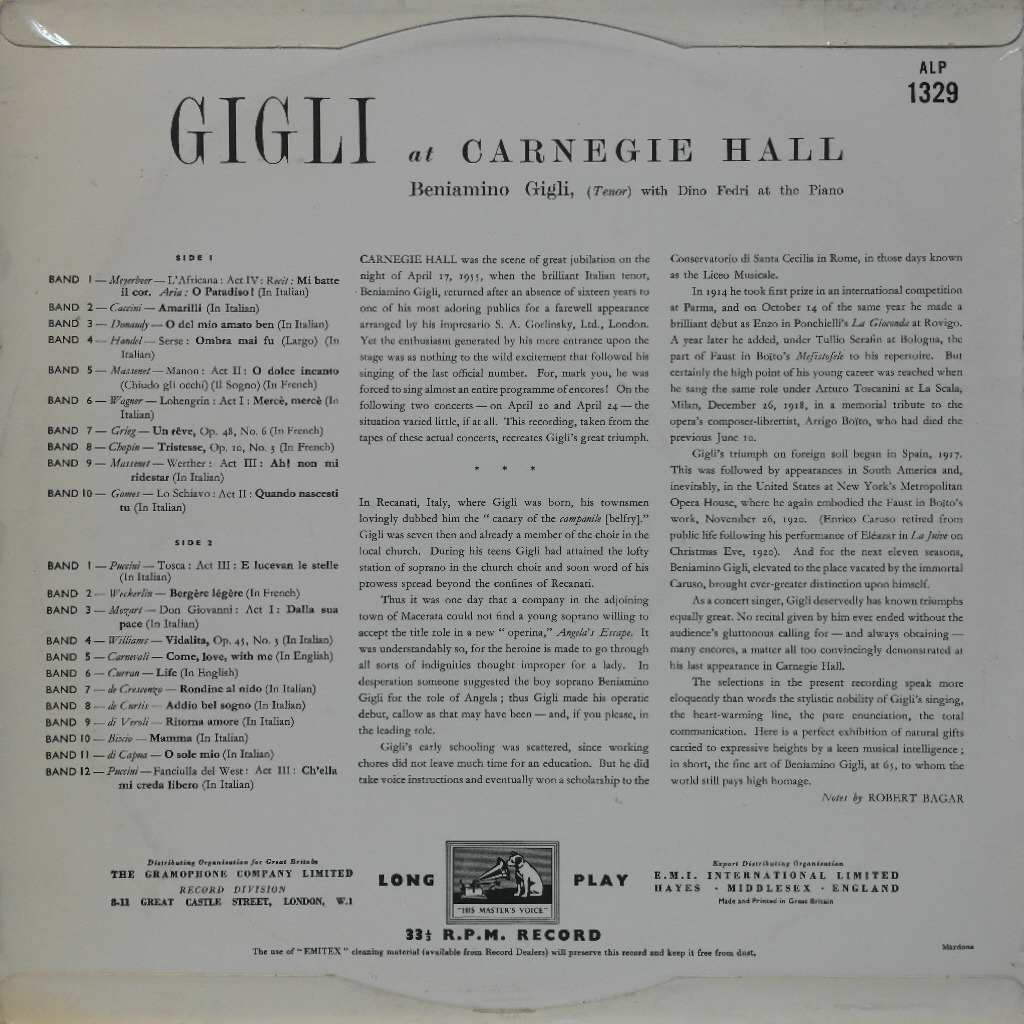 ALP
1329
GIGLI at CARNEGIE HALL
Beniamino Gigli, (Tenor) with Dino Fedri at the Piano
SIDE 1
BAND 1 — Meyerbeer — L'Africana : Act IV : Recit : Mi batte
il cor. Aria : O Paradiso! (In Italian)
BAND 2 — Caccini — Amarilli (In Italian)
BAND 3 — Donaudy — O del mio amato ben (In Italian)
BAND 4 — Handel — Serse : Ombra mai fu (Largo) (In
Italian)
BAND 5 — Massenet — Manon : Act II : O dolce incanto
(Chiudo gli occhi) (Il Sogno) (In French)
BAND 6 — Wagner — Lohengrin : Act I : Mercè, mercè (In
Italian)
BAND 7 — Grieg — Un rêve, Op. 48, No. 6 (In French)
BAND 8 — Chopin — Tristesse, Op. 10, No. 3 (In French)
BAND 9 — Massenet — Werther : Act III : Ah! non mi
ridestar (In Italian)
BAND 10 — Gomes — Lo Schiavo : Act II : Quando nascesti
tu (In Italian)
SIDE 2
BAND 1 — Puccini — Tosca : Act III : E lucevan le stelle
(In Italian)
BAND 2 — Weckerlin — Bergère légère (In French)
BAND 3 — Mozart — Don Giovanni : Act I : Dalla sua
pace (In Italian)
BAND 4 — Williams — Vidalita, Op. 45, No. 3 (In Italian)
BAND 5 — Carnevali — Come, love, with me (In English)
BAND 6 — Curran — Life (In English)
BAND 7 — de Crescenzo — Rondine al nido (In Italian)
BAND 8 — de Curtis — Addio bel sogno (In Italian)
BAND 9 — di Veroli — Ritorna amore (In Italian)
BAND 10 — Bixio — Mamma (In Italian)
BAND 11 — di Capua — O sole mio (In Italian)
BAND 12 — Puccini — Fanciulla del West : Act III : Ch'ella
mi creda libero (In Italian)
CARNEGIE HALL was the scene of great jubilation on the
night of April 17, 1955, when the brilliant Italian tenor,
Beniamino Gigli, returned after an absence of sixteen years to
one of his most adoring publics for a farewell appearance
arranged by his impresario S. A. Gorlinsky, Ltd., London.
Yet the enthusiasm generated by his mere entrance upon the
stage was as nothing to the wild excitement that followed his
singing of the last official number. For, mark you, he was
forced to sing almost an entire programme of encores! On the
following two concerts — on April 20 and April 24 — the
situation varied little, if at all. This recording, taken from the
tapes of these actual concerts, recreates Gigli's great triumph.
* * *
In Recanati, Italy, where Gigli was born, his townsmen
lovingly dubbed him the " canary of the campanile [belfry]."
Gigli was seven then and already a member of the choir in the
local church. During his teens Gigli had attained the lofty
station of soprano in the church choir and soon word of his
prowess spread beyond the confines of Recanati.
Thus it was one day that a company in the adjoining
town of Macerata could not find a young soprano willing to
accept the title role in a new " operina," Angela's Escape. It
was understandably so, for the heroine is made to go through
all sorts of indignities thought improper for a lady. In
desperation someone suggested the boy soprano Beniamino
Gigli for the role of Angela ; thus Gigli made his operatic
debut, callow as that may have been — and, if you please, in
the leading role.
Gigli's early schooling was scattered, since working
chores did not leave much time for an education. But he did
take voice instructions and eventually won a scholarship to the
Conservatorio di Santa Cecilia in Rome, in those days known
as the Liceo Musicale.
In 1914 he took first prize in an international competition
at Parma, and on October 14 of the same year he made a
brilliant début as Enzo in Ponchielli's La Gioconda at Rovigo.
A year later he added, under Tullio Serafin at Bologna, the
part of Faust in Boïto's Mefistofele to his repertoire. But
certainly the high point of his young career was reached when
he sang the same role under Arturo Toscanini at La Scala,
Milan, December 26, 1918, in a memorial tribute to the
opera's composer-librettist, Arrigo Boïto, who had died the
previous June 10.
Gigli's triumph on foreign soil began in Spain, 1917.
This was followed by appearances in South America and,
inevitably, in the United States at New York's Metropolitan
Opera House, where he again embodied the Faust in Boïto's
work, November 26, 1920. (Enrico Caruso retired from
public life following his performance of Eléazar in La Juive on
Christmas Eve, 1920). And for the next eleven seasons,
Beniamino Gigli, elevated to the place vacated by the immortal
Caruso, brought ever-greater distinction upon himself.
As a concert singer, Gigli deservedly has known triumphs
equally great. No recital given by him ever ended without the
audience's gluttonous calling for — and always obtaining —
many encores, a matter all too convincingly demonstrated at
his last appearance in Carnegie Hall.
The selections in the present recording speak more
eloquently than words the stylistic nobility of Gigli's singing,
the heart-warming line, the pure enunciation, the total
communication. Here is a perfect exhibition of natural gifts
carried to expressive heights by a keen musical intelligence ;
in short, the fine art of Beniamino Gigli, at 65, to whom the
world still pays high homage.
Notes by ROBERT BAGAR
Distributing Organisation for Great Britain
THE GRAMOPHONE COMPANY LIMITED
RECORD DIVISION
8-11 GREAT CASTLE STREET, LONDON, W.1
LONG PLAY
"HIS MASTER'S VOICE"
33⅓ R.P.M. RECORD
Export Distributing Organisation
E.M.I. INTERNATIONAL LIMITED
HAYES · MIDDLESEX · ENGLAND
Made and Printed in Great Britain
The use of "EMITEX" cleaning material (available from Record Dealers) will preserve this record and keep it free from dust.
Mardons